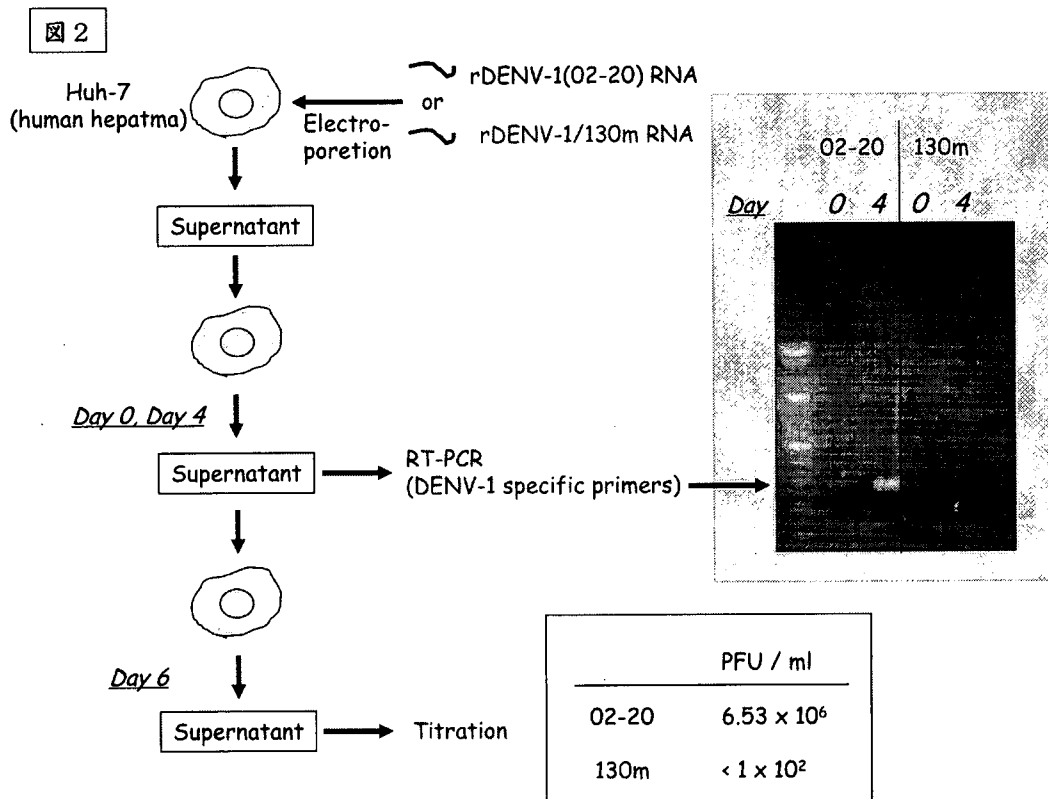 図2
Huh-7
(human hepatma)
Electro-
poretion
rDENV-1(02-20) RNA
or
rDENV-1/130m RNA
Supernatant
Day 0, Day 4
Supernatant
RT-PCR
(DENV-1 specific primers)
Day 6
Supernatant
Titration
02-20 130m
Day 0 4 0 4
PFU / ml
02-20 6.53 x 10⁶
130m < 1 x 10²